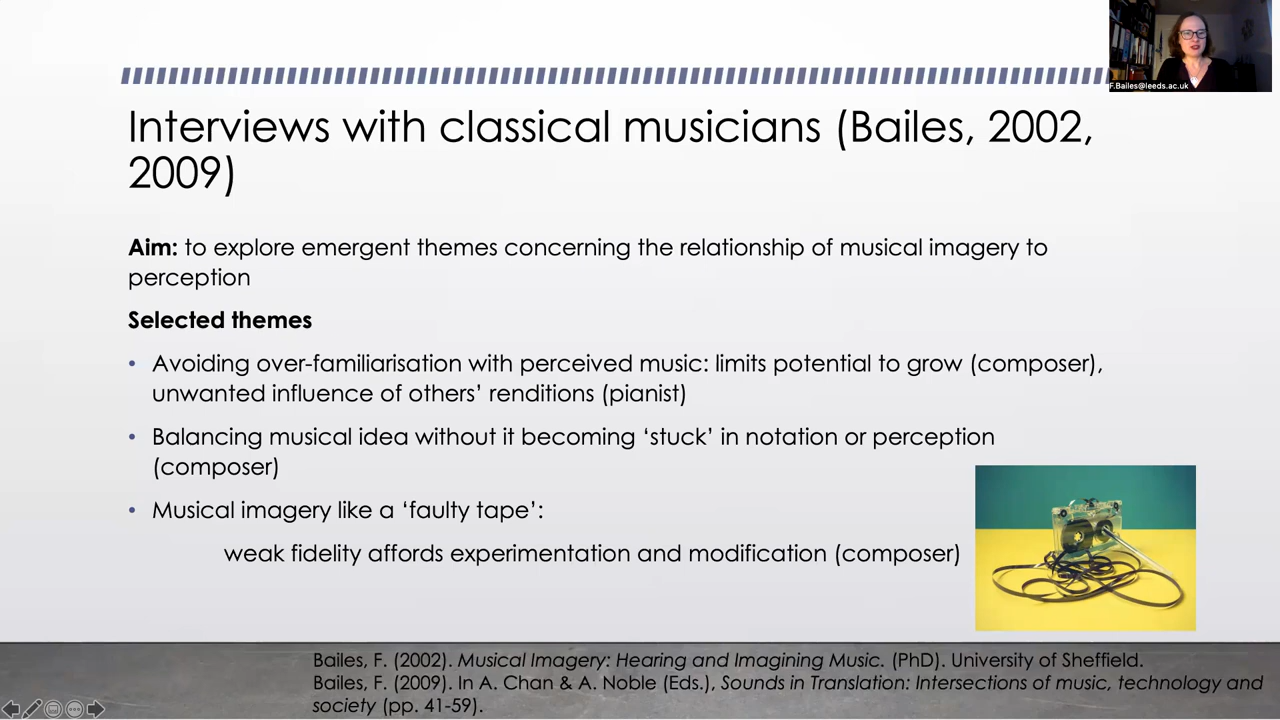 F.Bailes@leeds.ac.uk
Interviews with classical musicians (Bailes, 2002,
2009)
Aim: to explore emergent themes concerning the relationship of musical imagery to
perception
Selected themes
• Avoiding over-familiarisation with perceived music: limits potential to grow (composer),
unwanted influence of others’ renditions (pianist)
• Balancing musical idea without it becoming ‘stuck’ in notation or perception
(composer)
• Musical imagery like a ‘faulty tape’:
weak fidelity affords experimentation and modification (composer)
Bailes, F. (2002). Musical Imagery: Hearing and Imagining Music. (PhD). University of Sheffield.
Bailes, F. (2009). In A. Chan & A. Noble (Eds.), Sounds in Translation: Intersections of music, technology and
society (pp. 41-59).